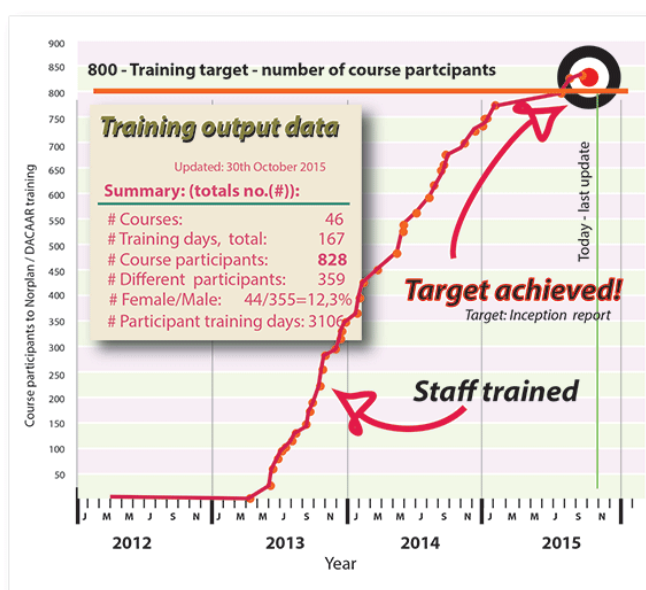 900
850
800
750
700
650
600
550
500
450
400
350
300
250
200
150
100
50
Course participants to Norplan / DACAAR training
800 - Training target - number of course partcipants
Training output data
Updated: 30th October 2015
Summary: (totals no.(#)):
# Courses: 46
# Training days, total: 167
# Course participants: 828
# Different participants: 359
# Female/Male: 44/355=12,3%
# Participant training days: 3106
Today - last update
Target achieved!
Target: Inception report
Staff trained
J M M J S N J M M J S N J M M J S N J M M J S N
2012 2013 2014 2015
Year